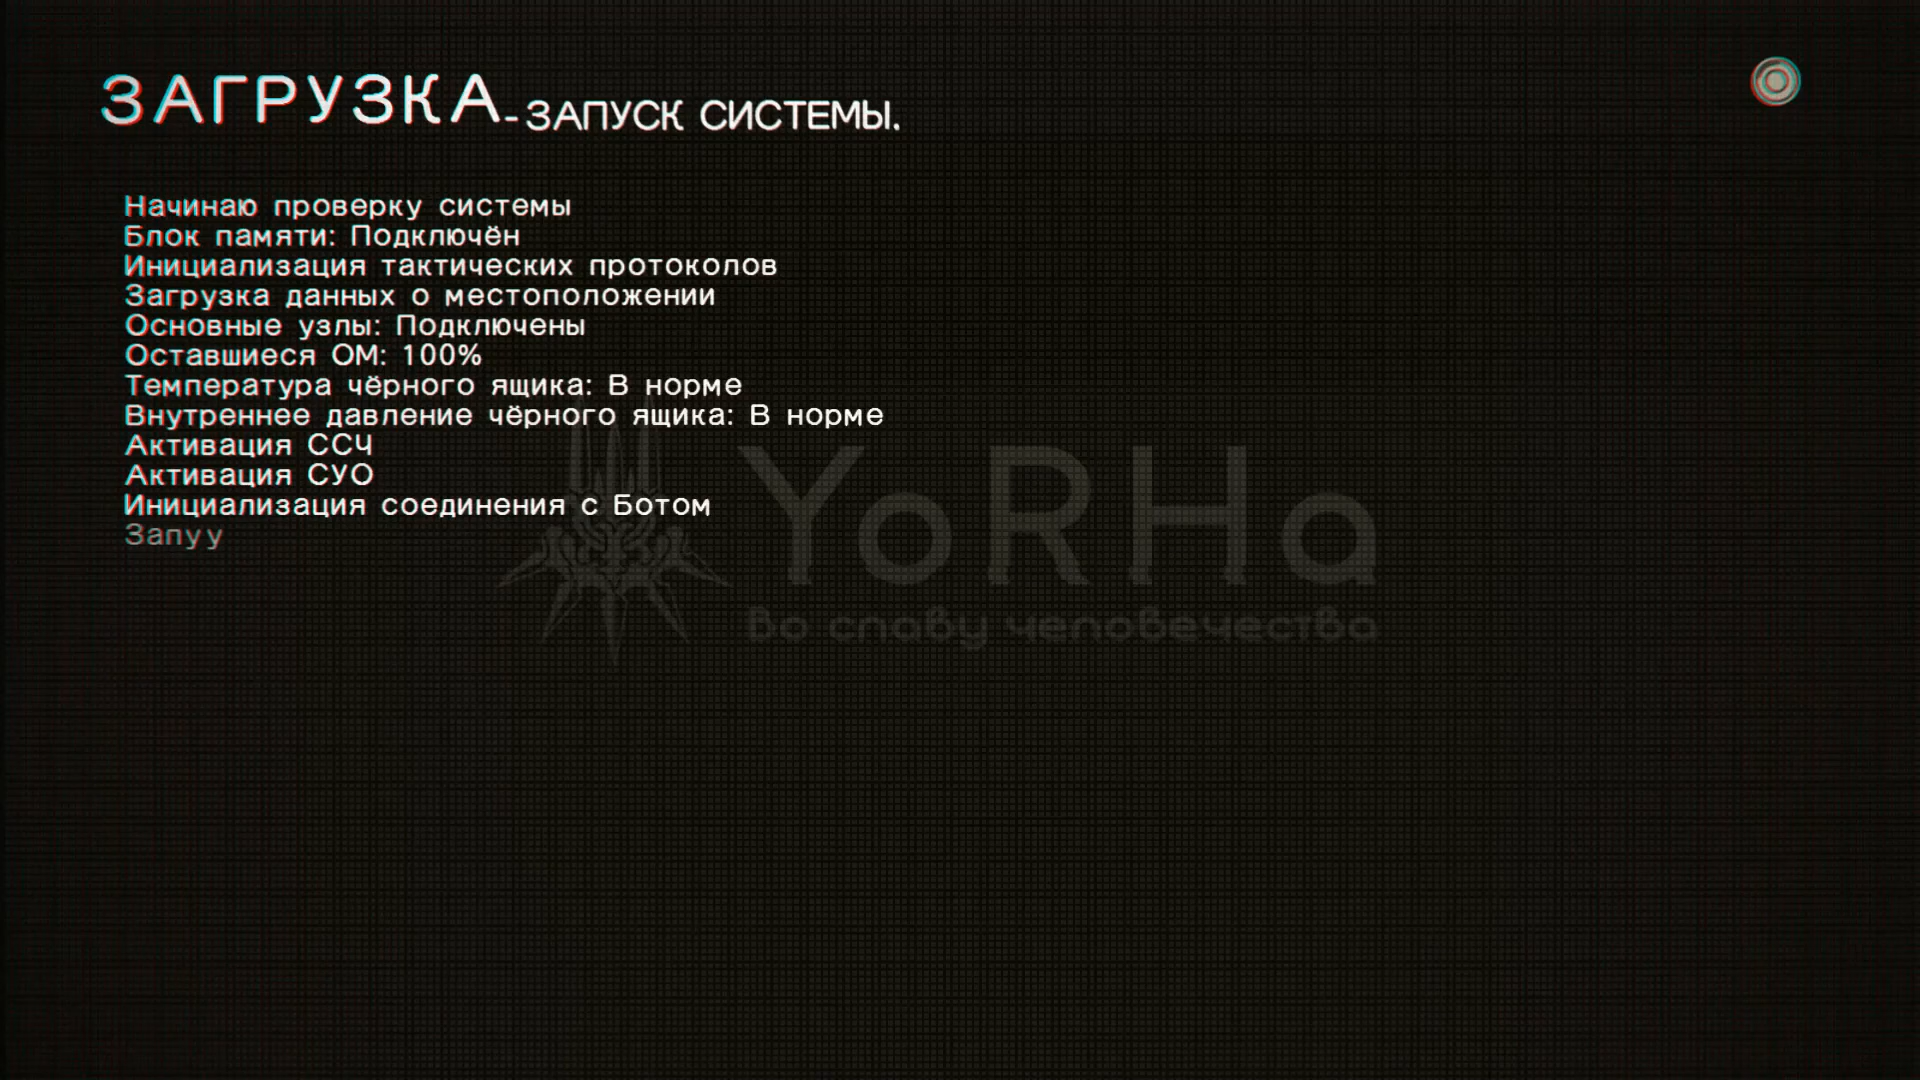 ЗАГРУЗКА - ЗАПУСК СИСТЕМЫ.
Начинаю проверку системы
Блок памяти: Подключён
Инициализация тактических протоколов
Загрузка данных о местоположении
Основные узлы: Подключены
Оставшиеся ОМ: 100%
Температура чёрного ящика: В норме
Внутреннее давление чёрного ящика: В норме
Активация ССЧ
Активация СУО
Инициализация соединения с Ботом
Запуу
YoRHa
Во славу человечества